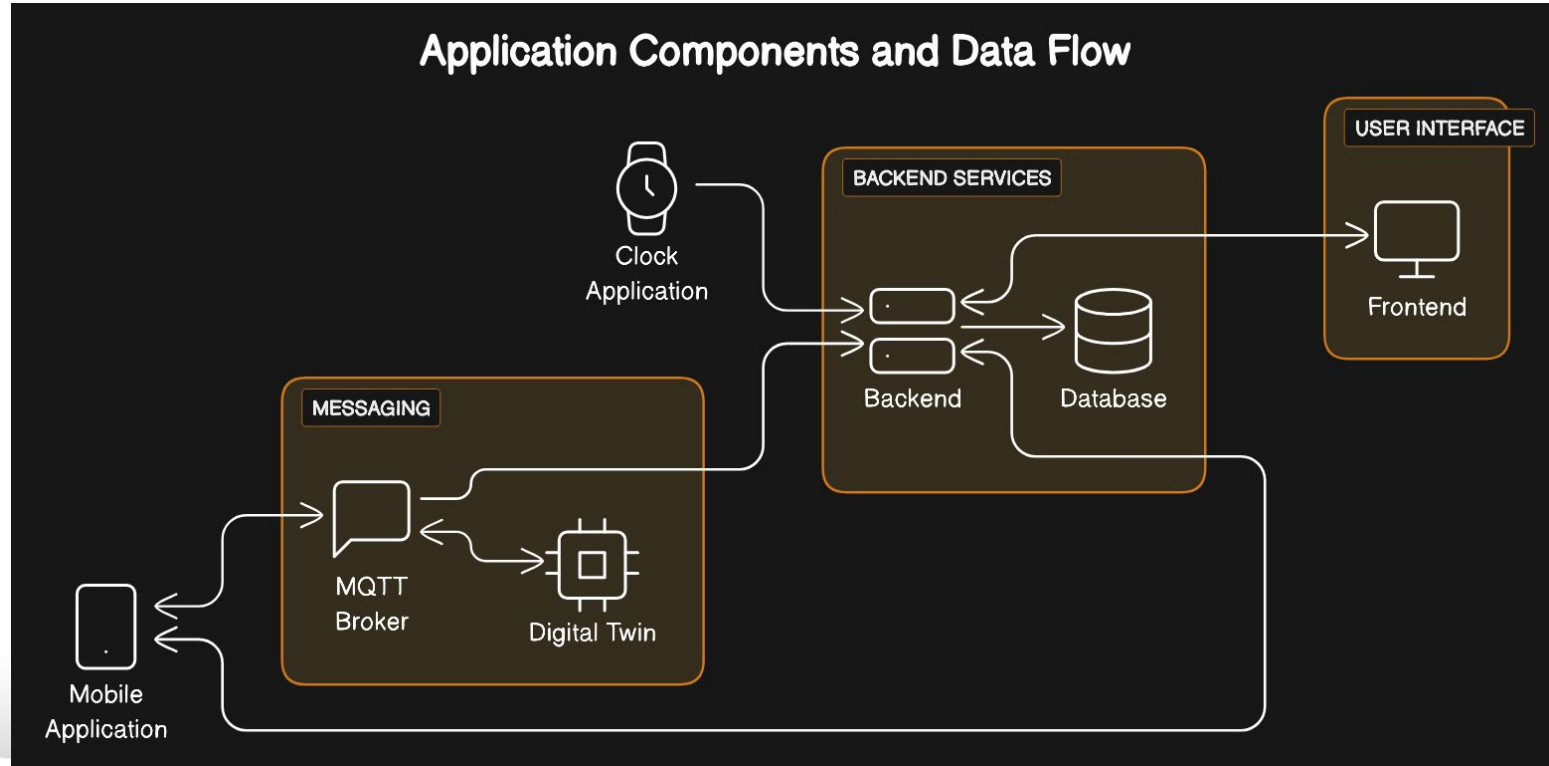 Application Components and Data Flow
USER INTERFACE
BACKEND SERVICES
Clock
Application
Frontend
Backend
Database
MESSAGING
MQTT
Broker
Digital Twin
Mobile
Application